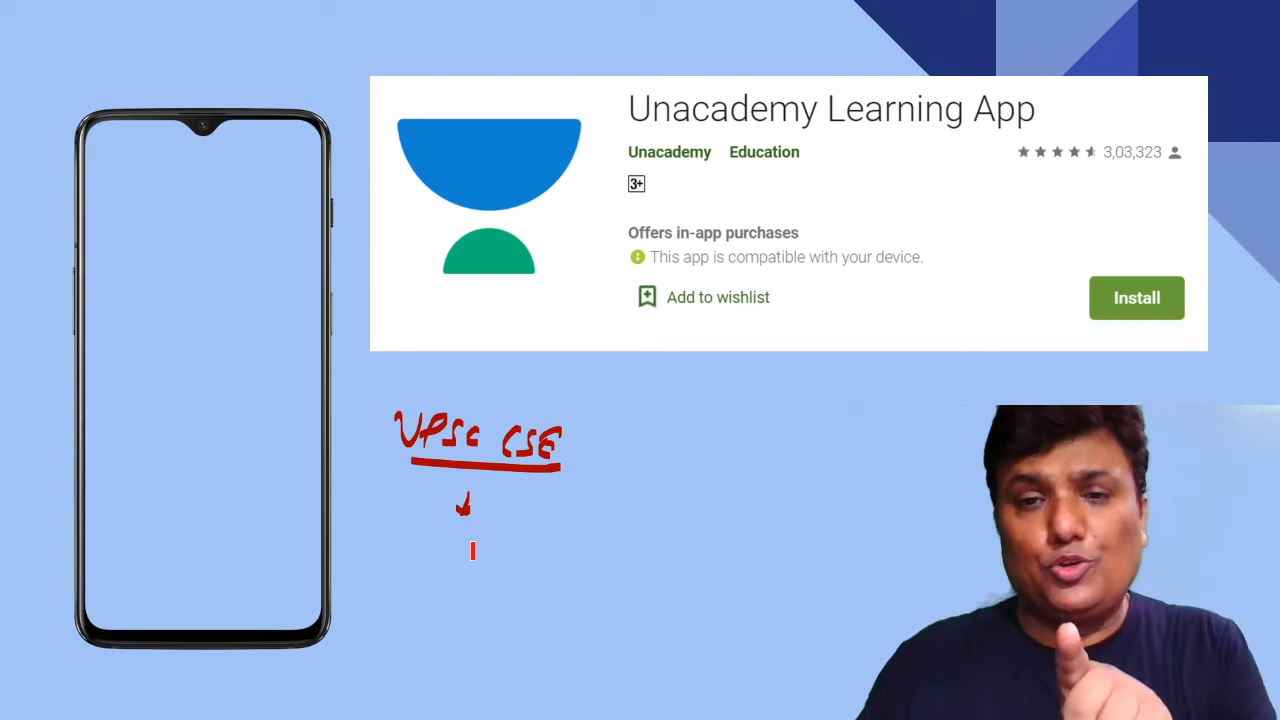 Unacademy Learning App
Unacademy Education
3,03,323
3+
Offers in-app purchases
This app is compatible with your device.
Add to wishlist
Install
UPSC CSE